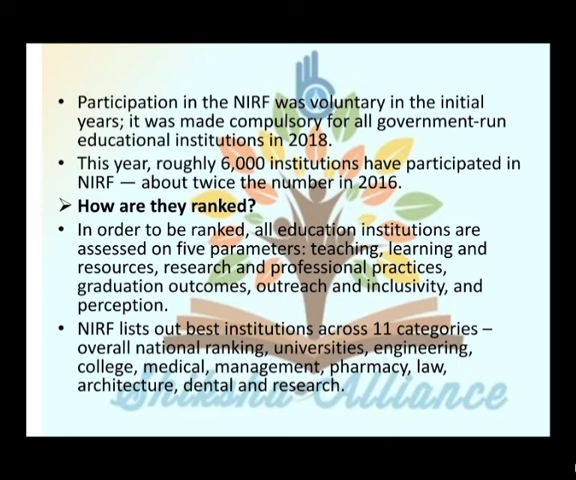 • Participation in the NIRF was voluntary in the initial
years; it was made compulsory for all government-run
educational institutions in 2018.
• This year, roughly 6,000 institutions have participated in
NIRF — about twice the number in 2016.
➢ How are they ranked?
• In order to be ranked, all education institutions are
assessed on five parameters: teaching, learning and
resources, research and professional practices,
graduation outcomes, outreach and inclusivity, and
perception.
• NIRF lists out best institutions across 11 categories –
overall national ranking, universities, engineering,
college, medical, management, pharmacy, law,
architecture, dental and research.
Shiksha Alliance